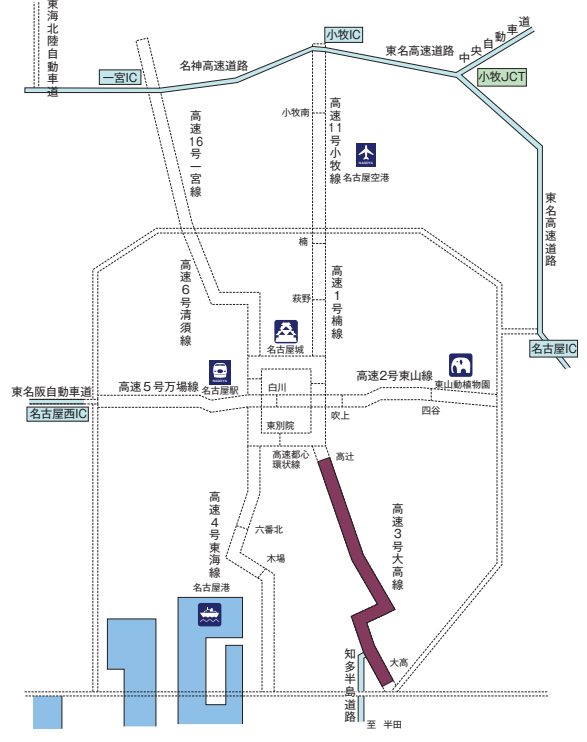 東海北陸自動車道
小牧IC
東名高速道路
中央自動車道
名神高速道路
一宮IC
小牧JCT
高速11号小牧線
小牧南
高速16号一宮線
名古屋空港
東名高速道路
楠
高速6号清須線
高速1号楠線
萩野
名古屋城
名古屋IC
高速2号東山線
東山動植物園
東名阪自動車道
高速5号万場線
名古屋駅
白川
名古屋西IC
吹上
四谷
東別院
高速都心
環状線
高辻
高速4号東海線
高速3号大高線
六番北
木場
名古屋港
知多半島道路
大高
至 半田